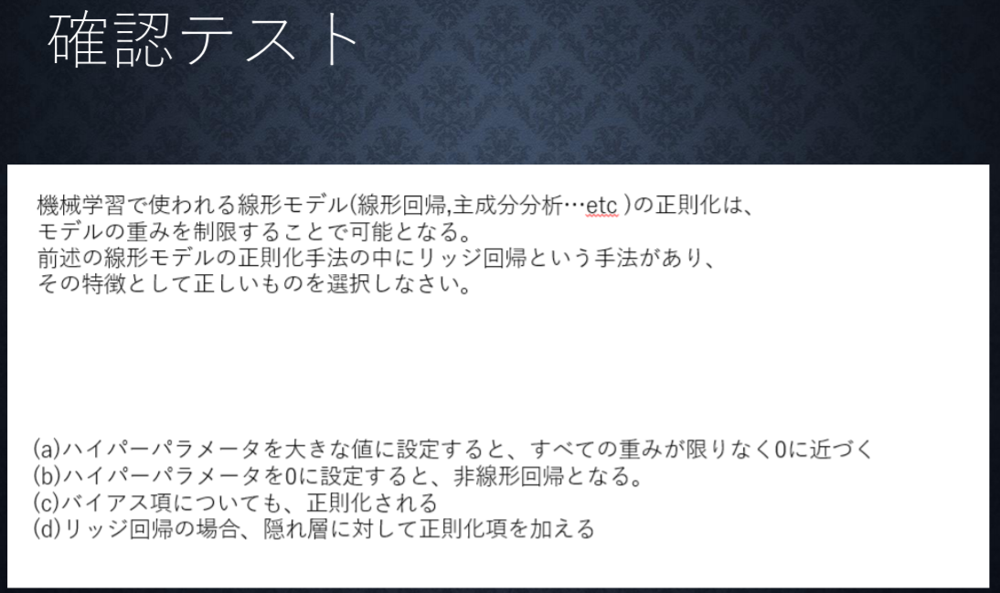 確認テスト
機械学習で使われる線形モデル(線形回帰,主成分分析…etc )の正則化は、
モデルの重みを制限することで可能となる。
前述の線形モデルの正則化手法の中にリッジ回帰という手法があり、
その特徴として正しいものを選択しなさい。
(a)ハイパーパラメータを大きな値に設定すると、すべての重みが限りなく0に近づく
(b)ハイパーパラメータを0に設定すると、非線形回帰となる。
(c)バイアス項についても、正則化される
(d)リッジ回帰の場合、隠れ層に対して正則化項を加える